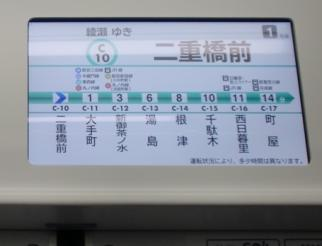 綾瀬 ゆき
1
C
10
二重橋前
1 3 6 8 10 11 14
C-10 C-11 C-12 C-13 C-14 C-15 C-16 C-17
二重橋前
大手町
新御茶ノ水
湯島
根津
千駄木
西日暮里
町屋
運転状況により、多少時間は異なります。